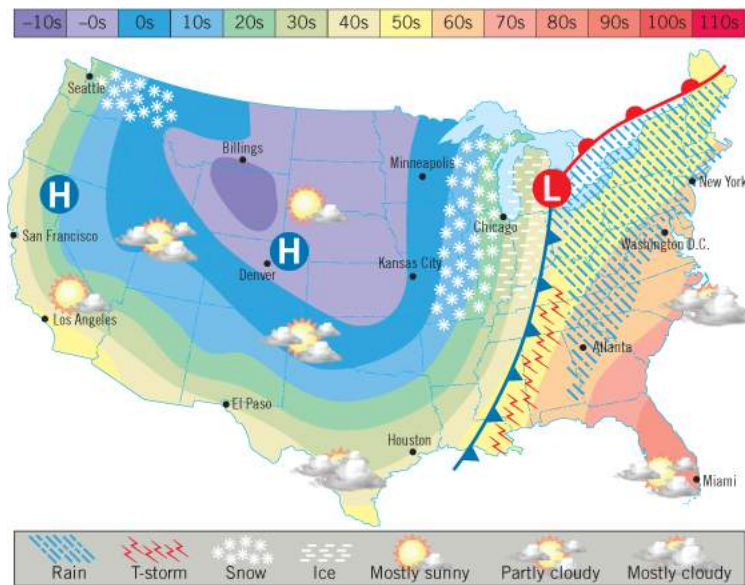 –10s –0s 0s 10s 20s 30s 40s 50s 60s 70s 80s 90s 100s 110s
Seattle
Billings
Minneapolis
H
L
New York
San Francisco
H
Chicago
Washington D.C.
Denver
Kansas City
Los Angeles
Atlanta
El Paso
Houston
Miami
Rain T-storm Snow Ice Mostly sunny Partly cloudy Mostly cloudy